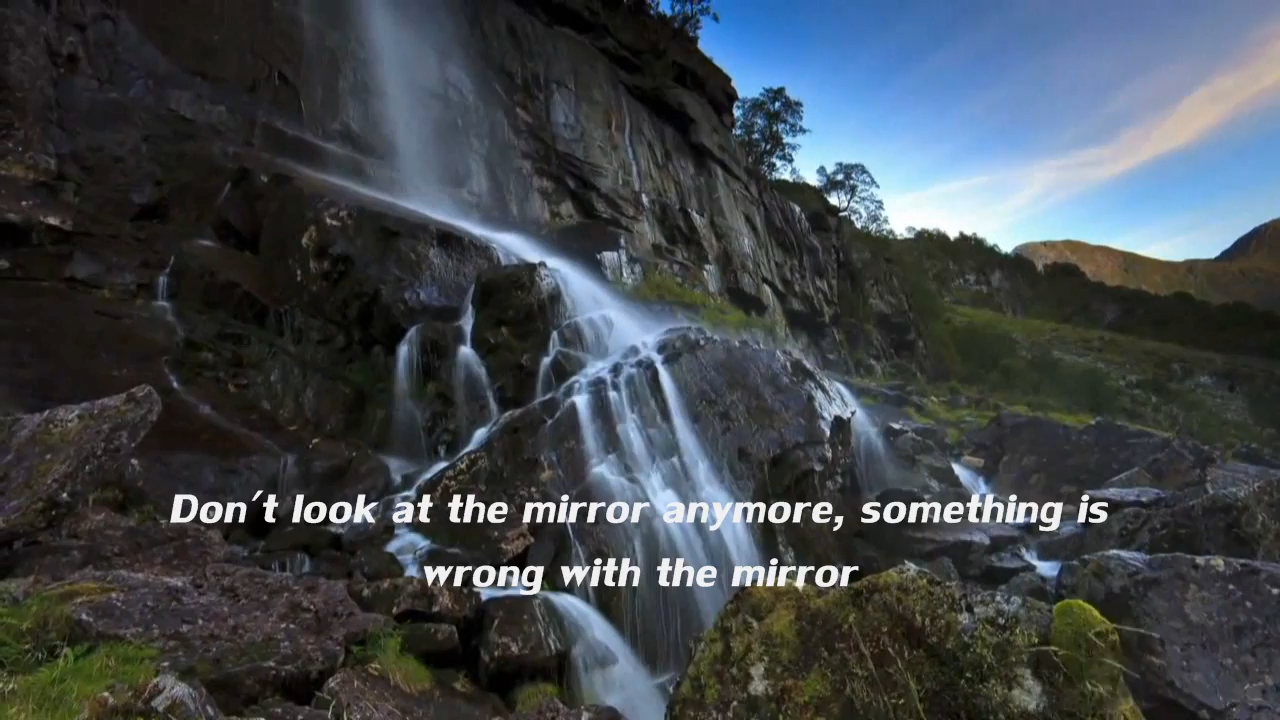 Don't look at the mirror anymore, something is
wrong with the mirror